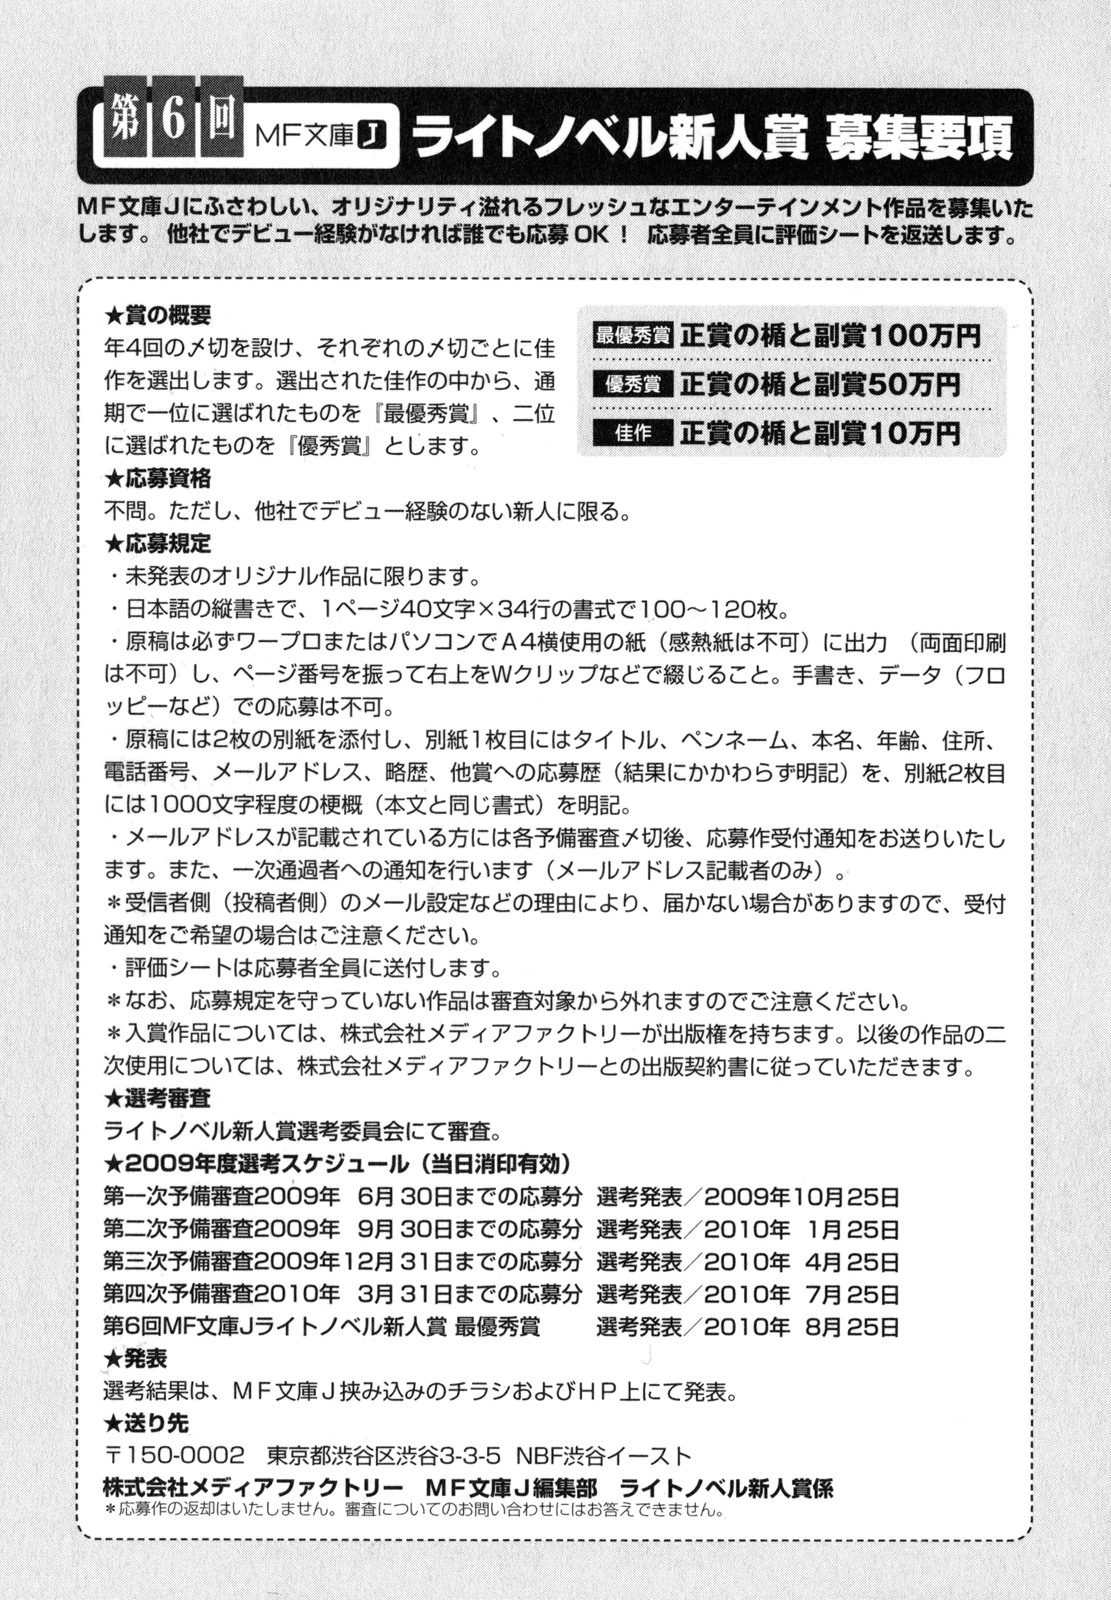 第6回 MF文庫J ライトノベル新人賞 募集要項
MF文庫Jにふさわしい、オリジナリティ溢れるフレッシュなエンターテインメント作品を募集いた
します。他社でデビュー経験がなければ誰でも応募OK！ 応募者全員に評価シートを返送します。
★賞の概要
年4回の〆切を設け、それぞれの〆切ごとに佳
作を選出します。選出された佳作の中から、通
期で一位に選ばれたものを『最優秀賞』、二位
に選ばれたものを『優秀賞』とします。
最優秀賞 正賞の楯と副賞100万円
優秀賞 正賞の楯と副賞50万円
佳作 正賞の楯と副賞10万円
★応募資格
不問。ただし、他社でデビュー経験のない新人に限る。
★応募規定
・未発表のオリジナル作品に限ります。
・日本語の縦書きで、1ページ40文字×34行の書式で100～120枚。
・原稿は必ずワープロまたはパソコンでA4横使用の紙（感熱紙は不可）に出力 （両面印刷
は不可）し、ページ番号を振って右上をWクリップなどで綴じること。手書き、データ（フロ
ッピーなど）での応募は不可。
・原稿には2枚の別紙を添付し、別紙1枚目にはタイトル、ペンネーム、本名、年齢、住所、
電話番号、メールアドレス、略歴、他賞への応募歴（結果にかかわらず明記）を、別紙2枚目
には1000文字程度の梗概（本文と同じ書式）を明記。
・メールアドレスが記載されている方には各予備審査〆切後、応募作受付通知をお送りいたし
ます。また、一次通過者への通知を行います（メールアドレス記載者のみ）。
＊受信者側（投稿者側）のメール設定などの理由により、届かない場合がありますので、受付
通知をご希望の場合はご注意ください。
・評価シートは応募者全員に送付します。
＊なお、応募規定を守っていない作品は審査対象から外れますのでご注意ください。
＊入賞作品については、株式会社メディアファクトリーが出版権を持ちます。以後の作品の二
次使用については、株式会社メディアファクトリーとの出版契約書に従っていただきます。
★選考審査
ライトノベル新人賞選考委員会にて審査。
★2009年度選考スケジュール（当日消印有効）
第一次予備審査2009年 6月30日までの応募分 選考発表／2009年10月25日
第二次予備審査2009年 9月30日までの応募分 選考発表／2010年 1月25日
第三次予備審査2009年12月31日までの応募分 選考発表／2010年 4月25日
第四次予備審査2010年 3月31日までの応募分 選考発表／2010年 7月25日
第6回MF文庫Jライトノベル新人賞 最優秀賞 選考発表／2010年 8月25日
★発表
選考結果は、MF文庫J挟み込みのチラシおよびHP上にて発表。
★送り先
〒150-0002 東京都渋谷区渋谷3-3-5 NBF渋谷イースト
株式会社メディアファクトリー MF文庫J編集部 ライトノベル新人賞係
＊応募作の返却はいたしません。審査についてのお問い合わせにはお答えできません。